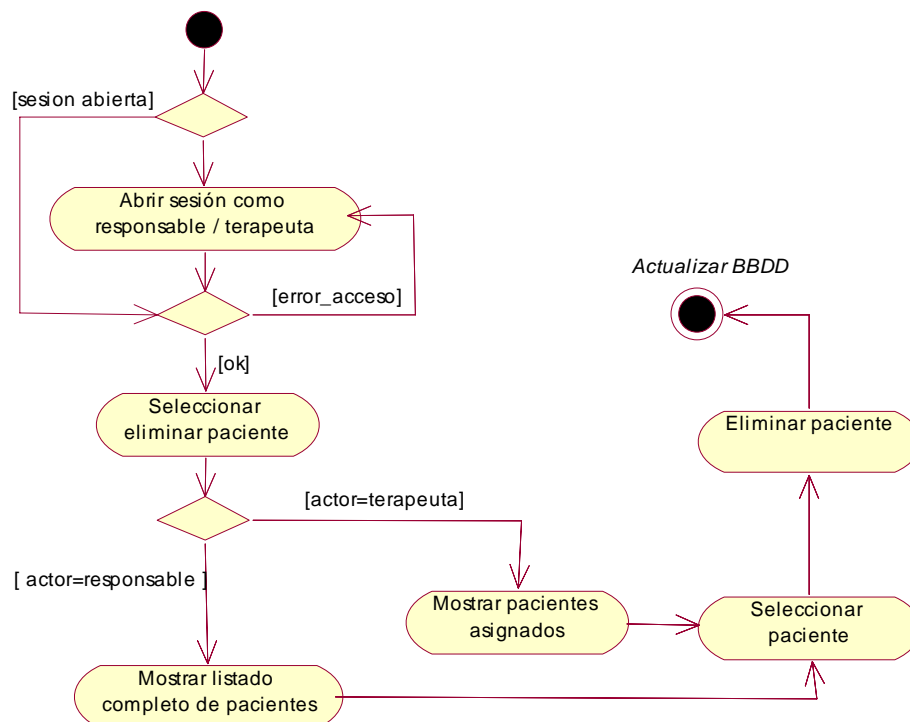 [sesion abierta]
Abrir sesión como
responsable / terapeuta
[error_acceso]
Actualizar BBDD
[ok]
Seleccionar
eliminar paciente
Eliminar paciente
[actor=terapeuta]
[ actor=responsable ]
Mostrar pacientes
asignados
Seleccionar
paciente
Mostrar listado
completo de pacientes